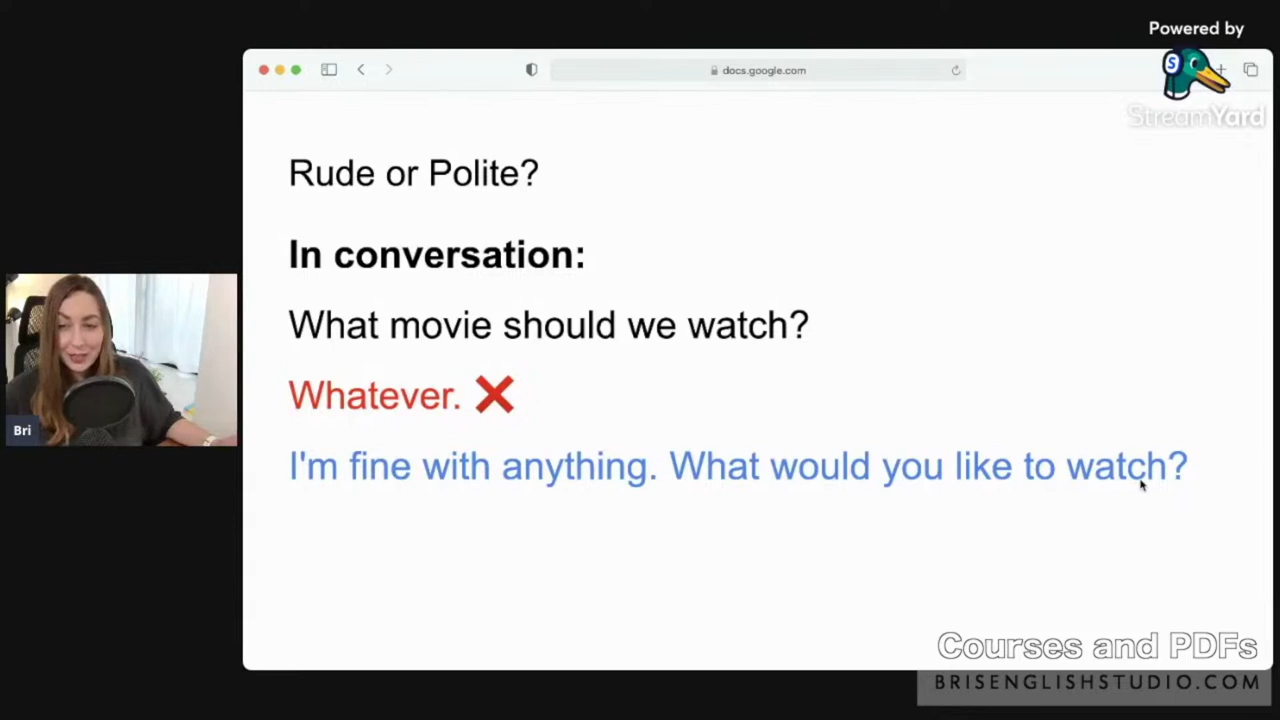 Powered by
S
StreamYard
docs.google.com
Rude or Polite?
In conversation:
What movie should we watch?
Whatever. ❌
I'm fine with anything. What would you like to watch?
Bri
Courses and PDFs
BRISENGLISHSTUDIO.COM